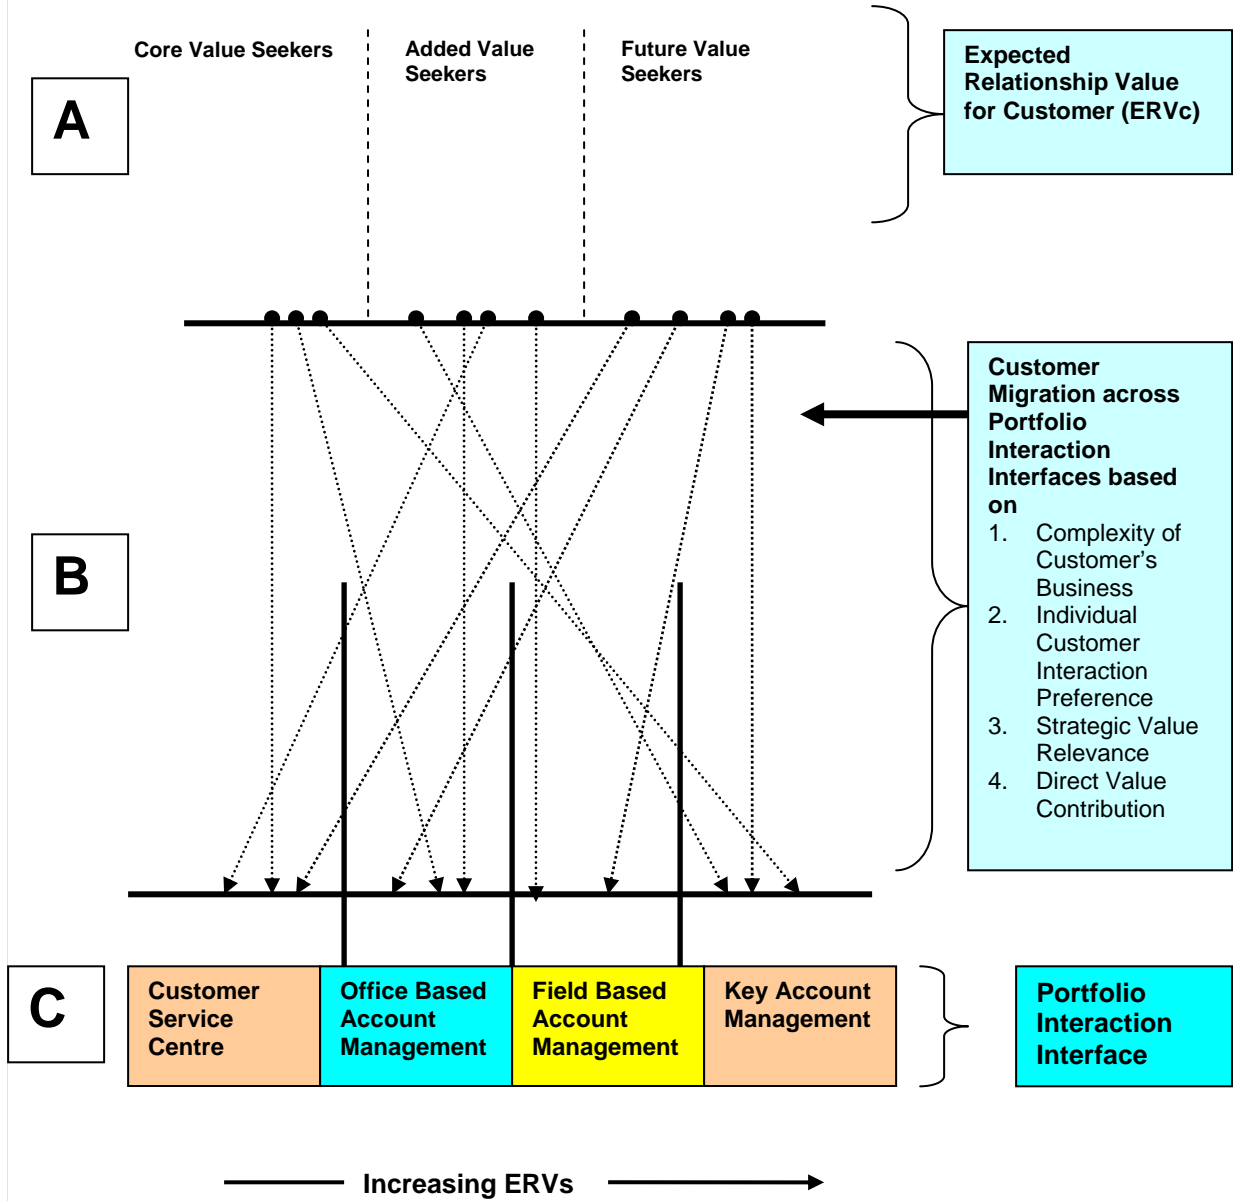 Core Value Seekers
Added Value
Seekers
Future Value
Seekers
Expected
Relationship Value
for Customer (ERVc)
A
Customer
Migration across
Portfolio
Interaction
Interfaces based
on
1. Complexity of
Customer’s
Business
2. Individual
Customer
Interaction
Preference
3. Strategic Value
Relevance
4. Direct Value
Contribution
B
C
Customer
Service
Centre
Office Based
Account
Management
Field Based
Account
Management
Key Account
Management
Portfolio
Interaction
Interface
Increasing ERVs